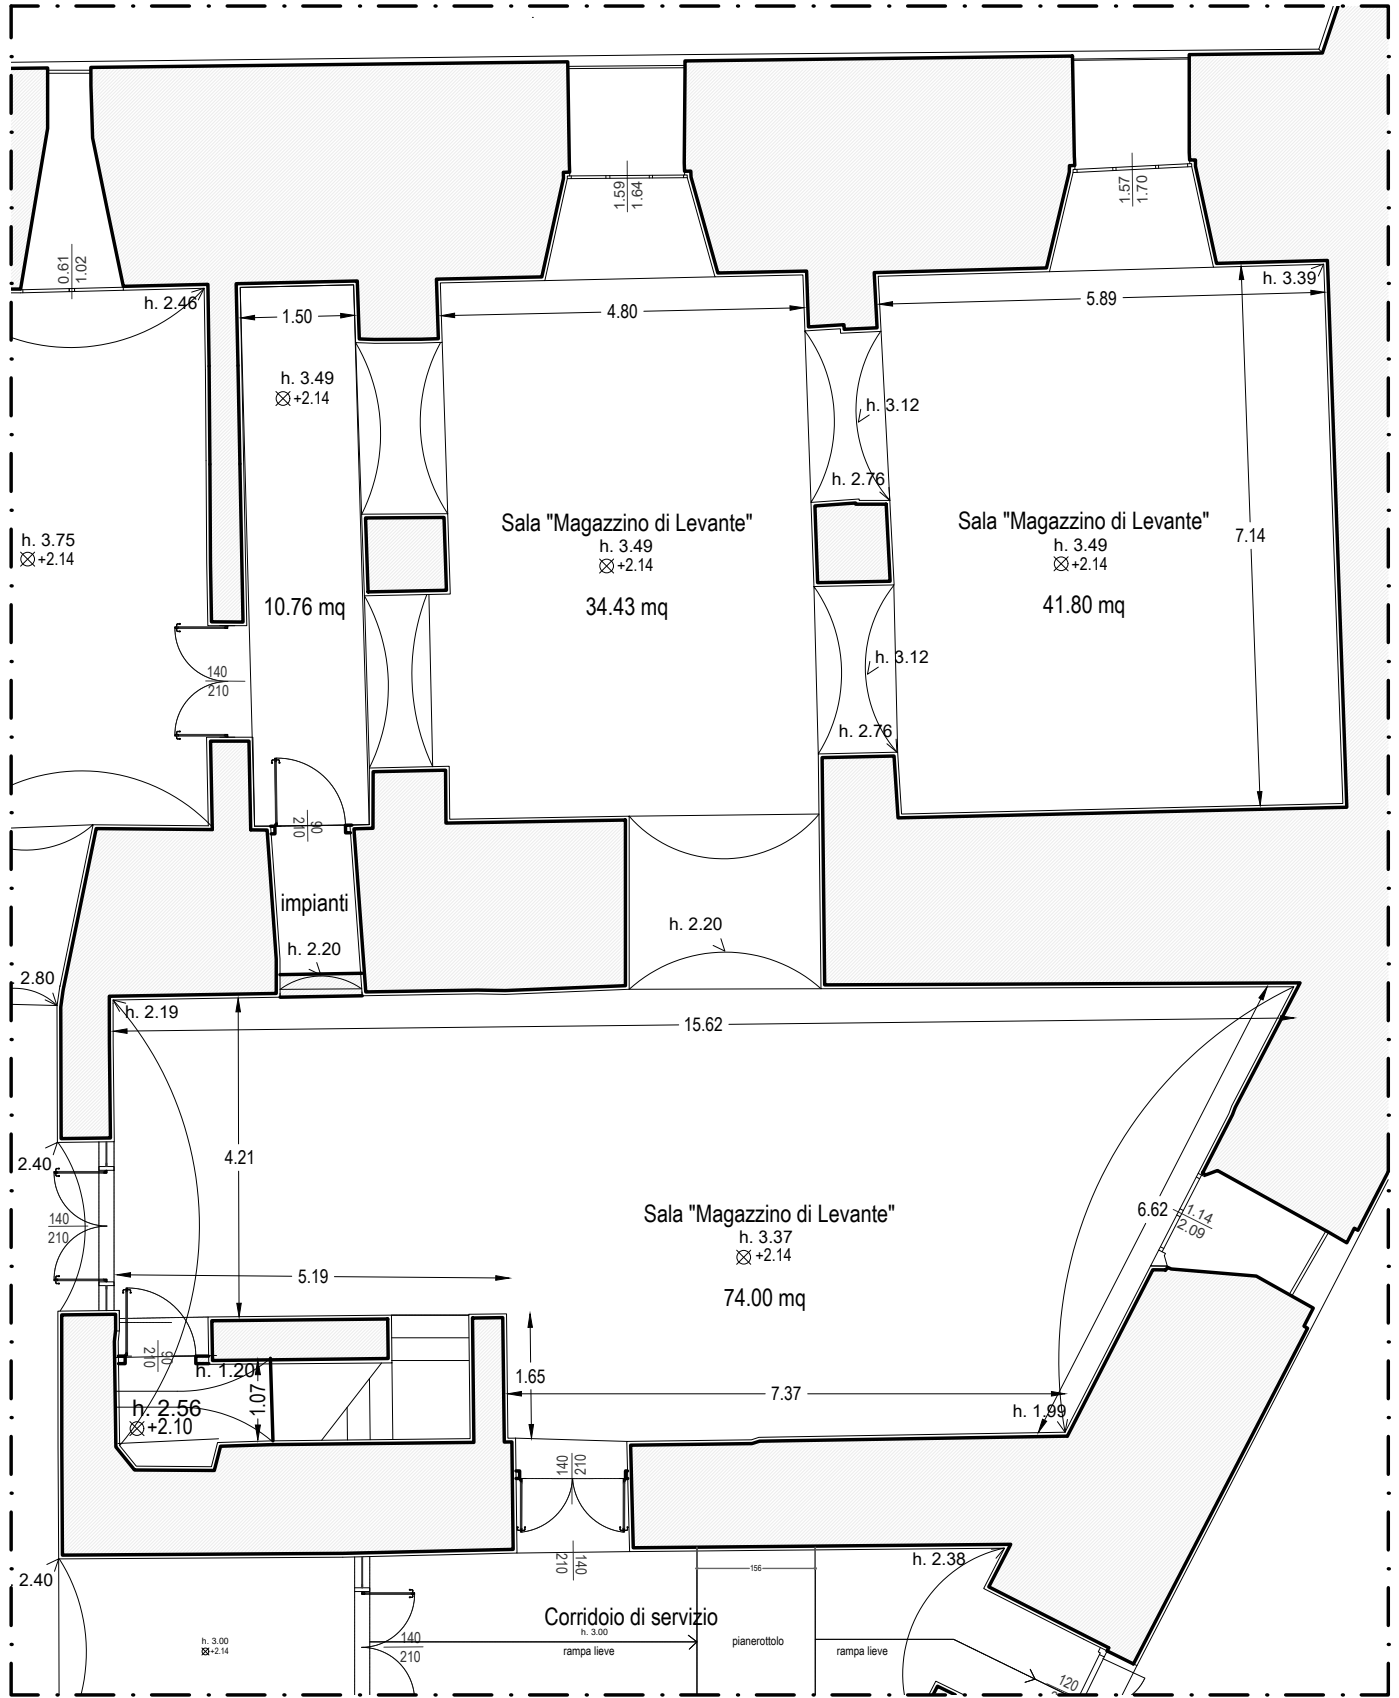 1.59
1.64
1.57
1.70
0.61
1.02
h. 2.46
h. 3.39
1.50
4.80
5.89
h. 3.49
+2.14
h. 3.12
h. 2.76
Sala "Magazzino di Levante"
h. 3.49
+2.14
34.43 mq
Sala "Magazzino di Levante"
h. 3.49
+2.14
41.80 mq
7.14
h. 3.75
+2.14
10.76 mq
h. 3.12
140
210
h. 2.76
90
210
impianti
h. 2.20
h. 2.20
2.80
h. 2.19
15.62
4.21
2.40
140
210
6.62
1.14
2.09
Sala "Magazzino di Levante"
h. 3.37
+2.14
74.00 mq
5.19
90
210
h. 1.20
1.07
1.65
7.37
h. 2.56
+2.10
h. 1.99
140
210
140
210
h. 2.38
2.40
156
Corridoio di servizio
h. 3.00
rampa lieve
pianerottolo
rampa lieve
h. 3.00
+2.14
140
210
120